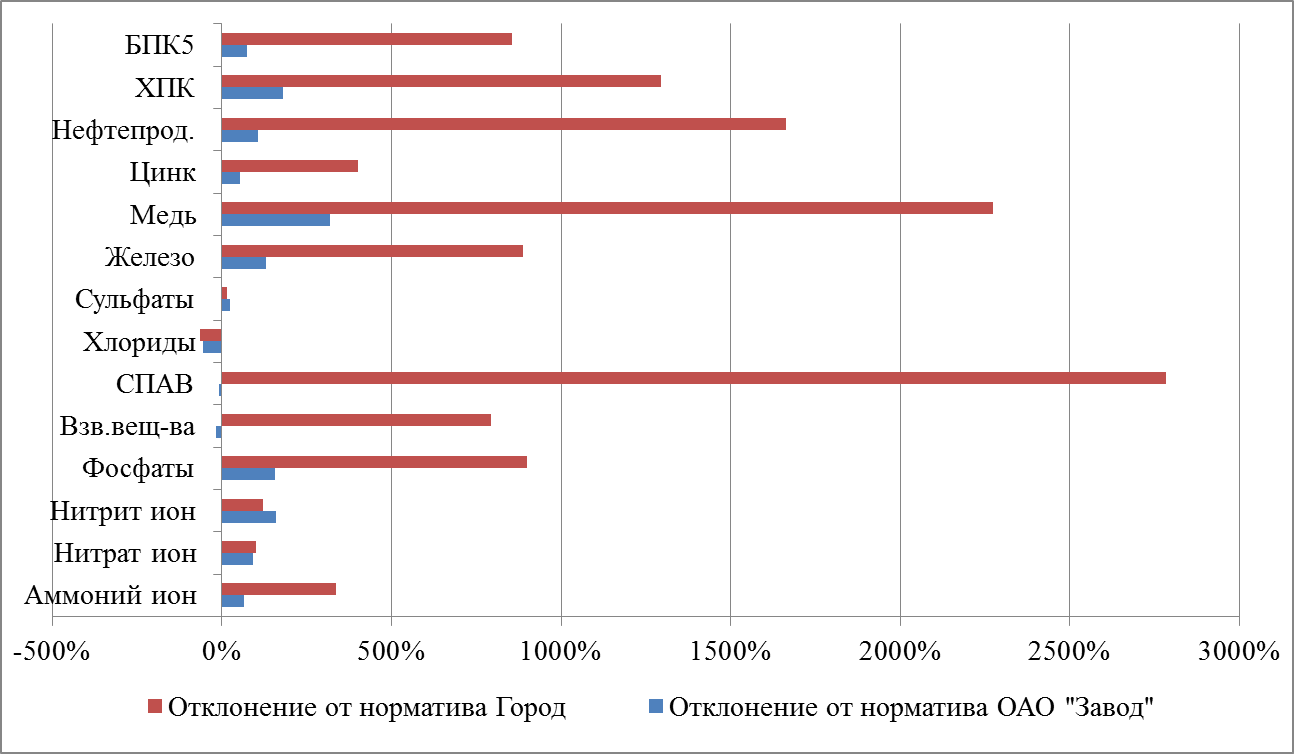 БПК5
ХПК
Нефтепрод.
Цинк
Медь
Железо
Сульфаты
Хлориды
СПАВ
Взв.вещ-ва
Фосфаты
Нитрит ион
Нитрат ион
Аммоний ион
-500% 0% 500% 1000% 1500% 2000% 2500% 3000%
Отклонение от норматива Город Отклонение от норматива ОАО "Завод"